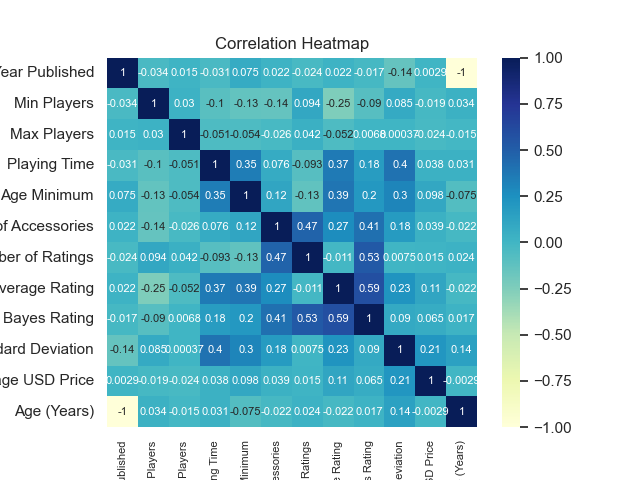 Correlation Heatmap
Year Published 1 -0.034 0.015 -0.031 0.075 0.022 -0.024 0.022 -0.017 -0.14 0.0029 -1
Min Players -0.034 1 0.03 -0.1 -0.13 -0.14 0.094 -0.25 -0.09 0.085 -0.019 0.034
Max Players 0.015 0.03 1 -0.051 -0.054 -0.026 0.042 -0.052 0.0068 0.00037 -0.024 -0.015
Playing Time -0.031 -0.1 -0.051 1 0.35 0.076 -0.093 0.37 0.18 0.4 0.038 0.031
Age Minimum 0.075 -0.13 -0.054 0.35 1 0.12 -0.13 0.39 0.2 0.3 0.098 -0.075
of Accessories 0.022 -0.14 -0.026 0.076 0.12 1 0.47 0.27 0.41 0.18 0.039 -0.022
ber of Ratings -0.024 0.094 0.042 -0.093 -0.13 0.47 1 -0.011 0.53 0.0075 0.015 0.024
verage Rating 0.022 -0.25 -0.052 0.37 0.39 0.27 -0.011 1 0.59 0.23 0.11 -0.022
Bayes Rating -0.017 -0.09 0.0068 0.18 0.2 0.41 0.53 0.59 1 0.09 0.065 0.017
dard Deviation -0.14 0.085 0.00037 0.4 0.3 0.18 0.0075 0.23 0.09 1 0.21 0.14
age USD Price 0.0029 -0.019 -0.024 0.038 0.098 0.039 0.015 0.11 0.065 0.21 1 -0.0029
Age (Years) -1 0.034 -0.015 0.031 -0.075 -0.022 0.024 -0.022 0.017 0.14 -0.0029 1
ublished
Players
Players
ng Time
Minimum
essories
Ratings
e Rating
s Rating
eviation
SD Price
(Years)
1.00
0.75
0.50
0.25
0.00
−0.25
−0.50
−0.75
−1.00